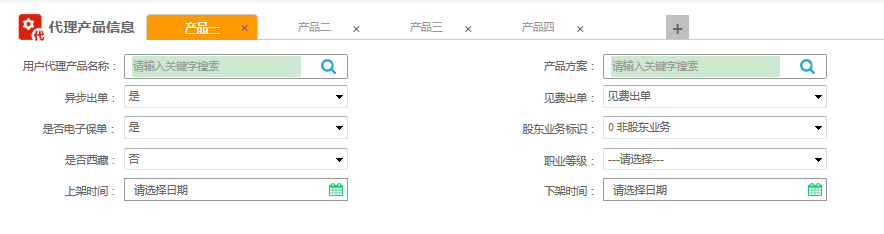 代 代理产品信息 产品一 × 产品二 × 产品三 × 产品四 × +
用户代理产品名称： 请输入关键字搜索 产品方案： 请输入关键字搜索
异步出单： 是 见费出单： 见费出单
是否电子保单： 是 股东业务标识： 0 非股东业务
是否西藏： 否 职业等级： ---请选择---
上架时间： 请选择日期 下架时间： 请选择日期